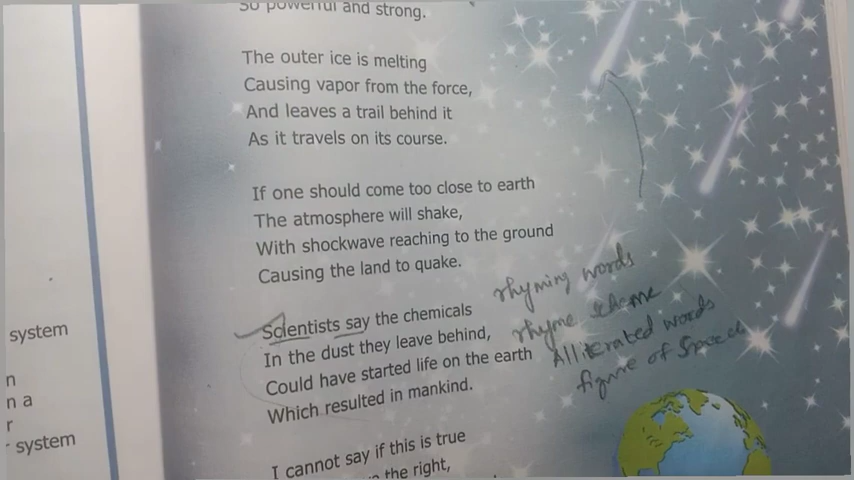 So powerful and strong.
The outer ice is melting
Causing vapor from the force,
And leaves a trail behind it
As it travels on its course.
If one should come too close to earth
The atmosphere will shake,
With shockwave reaching to the ground
Causing the land to quake.
Scientists say the chemicals
In the dust they leave behind,
Could have started life on the earth
Which resulted in mankind.
I cannot say if this is true
the right,
rhyming words
rhyme scheme
Alliterated words
figure of Speech
system
n
n a
r
system